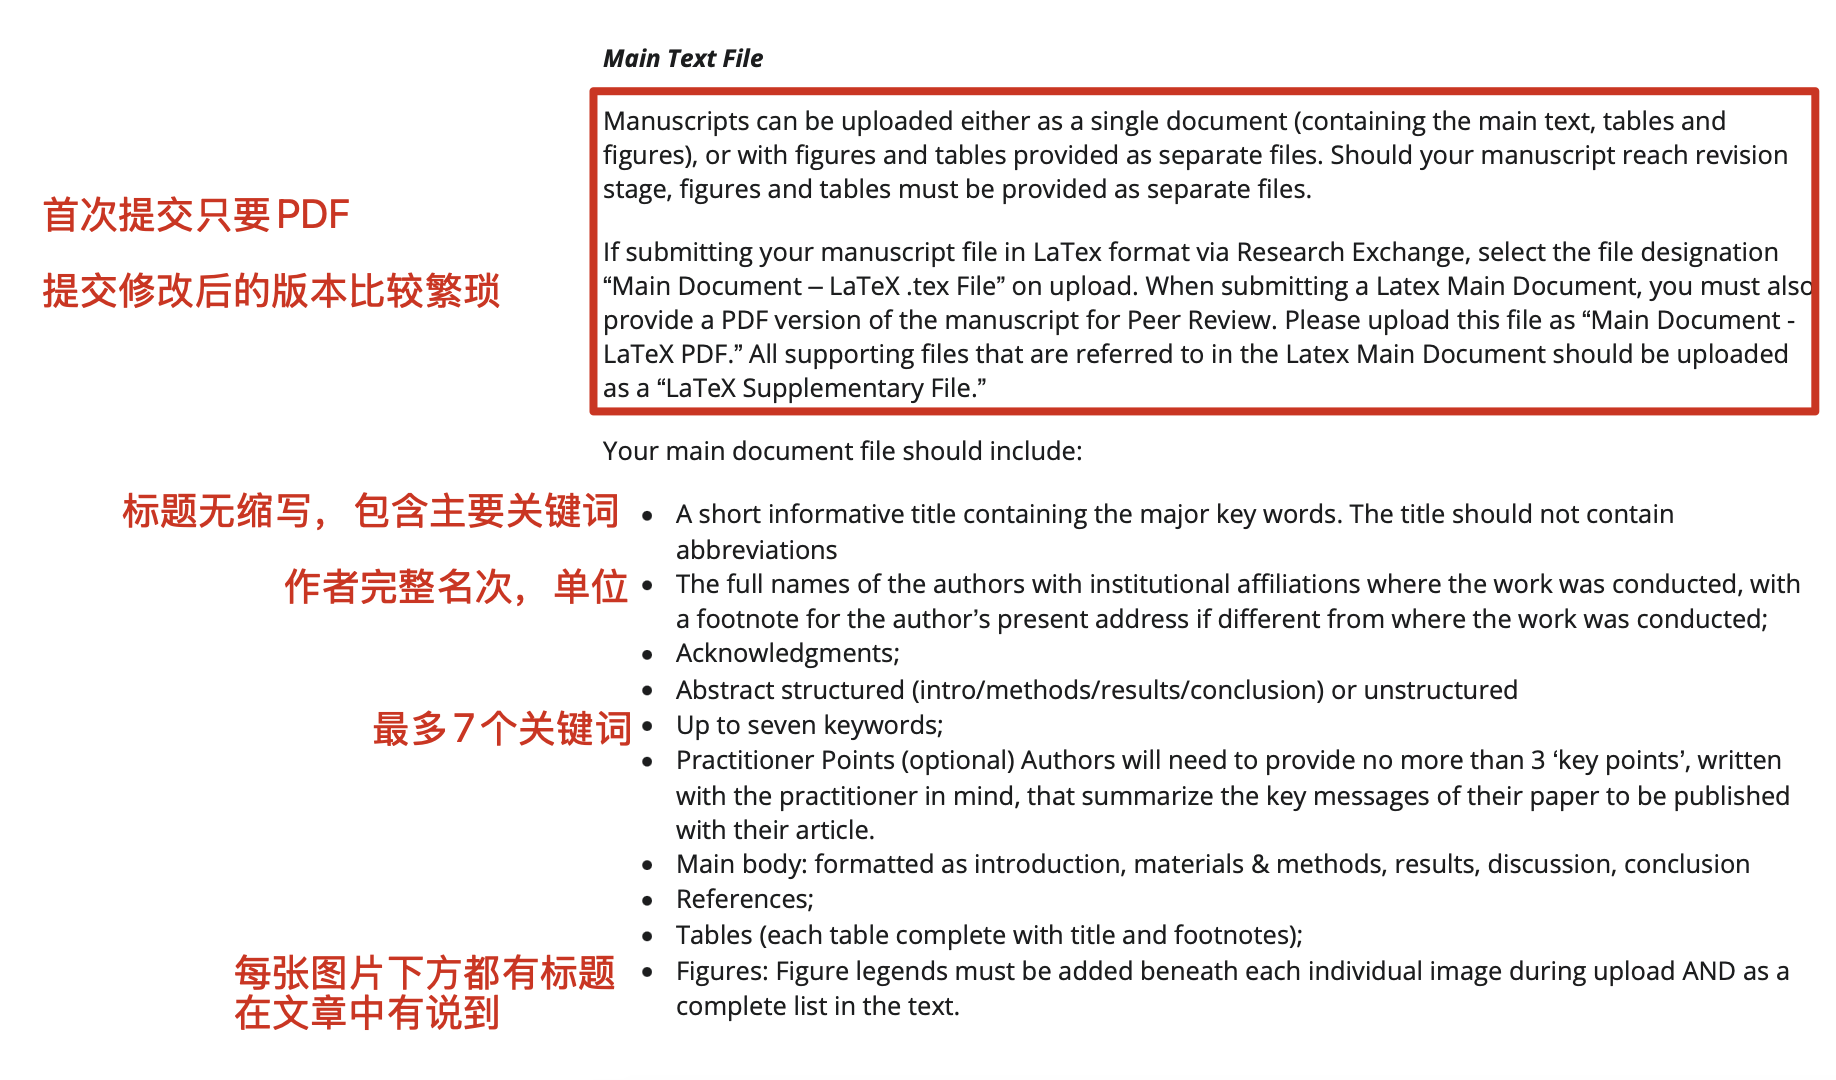 Main Text File
Manuscripts can be uploaded either as a single document (containing the main text, tables and
figures), or with figures and tables provided as separate files. Should your manuscript reach revision
stage, figures and tables must be provided as separate files.
首次提交只要PDF
提交修改后的版本比较繁琐
If submitting your manuscript file in LaTex format via Research Exchange, select the file designation
“Main Document – LaTeX .tex File” on upload. When submitting a Latex Main Document, you must also
provide a PDF version of the manuscript for Peer Review. Please upload this file as “Main Document -
LaTeX PDF.” All supporting files that are referred to in the Latex Main Document should be uploaded
as a “LaTeX Supplementary File.”
Your main document file should include:
标题无缩写，包含主要关键词
• A short informative title containing the major key words. The title should not contain
abbreviations
作者完整名次，单位
• The full names of the authors with institutional affiliations where the work was conducted, with
a footnote for the author’s present address if different from where the work was conducted;
• Acknowledgments;
• Abstract structured (intro/methods/results/conclusion) or unstructured
最多7个关键词
• Up to seven keywords;
• Practitioner Points (optional) Authors will need to provide no more than 3 ‘key points’, written
with the practitioner in mind, that summarize the key messages of their paper to be published
with their article.
• Main body: formatted as introduction, materials & methods, results, discussion, conclusion
• References;
• Tables (each table complete with title and footnotes);
每张图片下方都有标题
在文章中有说到
• Figures: Figure legends must be added beneath each individual image during upload AND as a
complete list in the text.